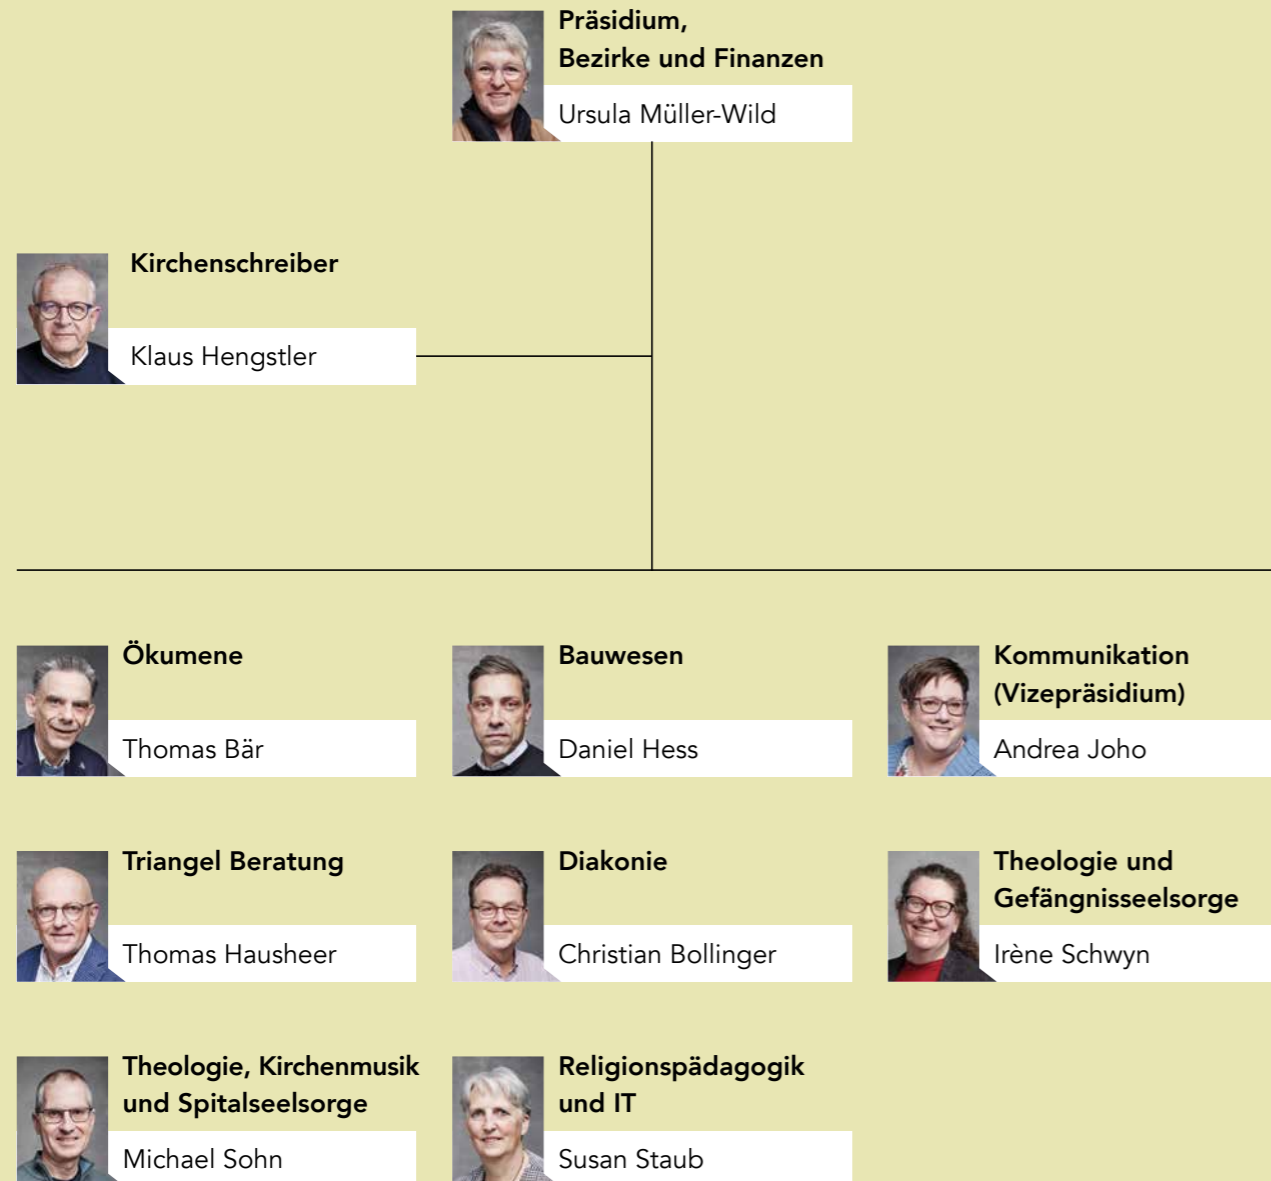 Präsidium,
Bezirke und Finanzen
Ursula Müller-Wild
Kirchenschreiber
Klaus Hengstler
Ökumene
Thomas Bär
Bauwesen
Daniel Hess
Kommunikation
(Vizepräsidium)
Andrea Joho
Triangel Beratung
Thomas Hausheer
Diakonie
Christian Bollinger
Theologie und
Gefängnisseelsorge
Irène Schwyn
Theologie, Kirchenmusik
und Spitalseelsorge
Michael Sohn
Religionspädagogik
und IT
Susan Staub